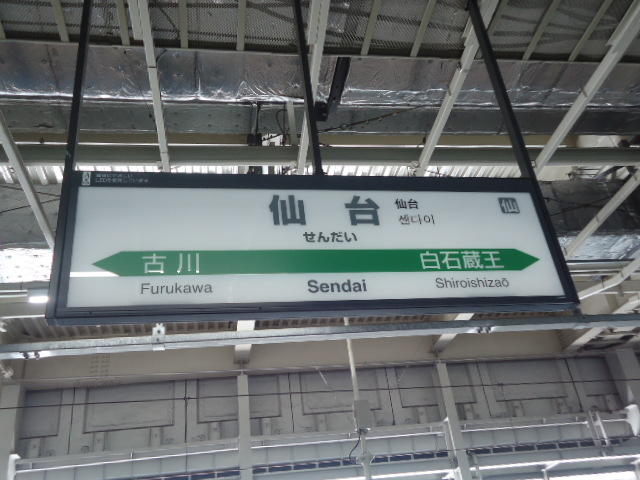 仙台
仙台
센다이
仙
せんだい
古川
白石蔵王
Furukawa
Sendai
Shiroishizaō